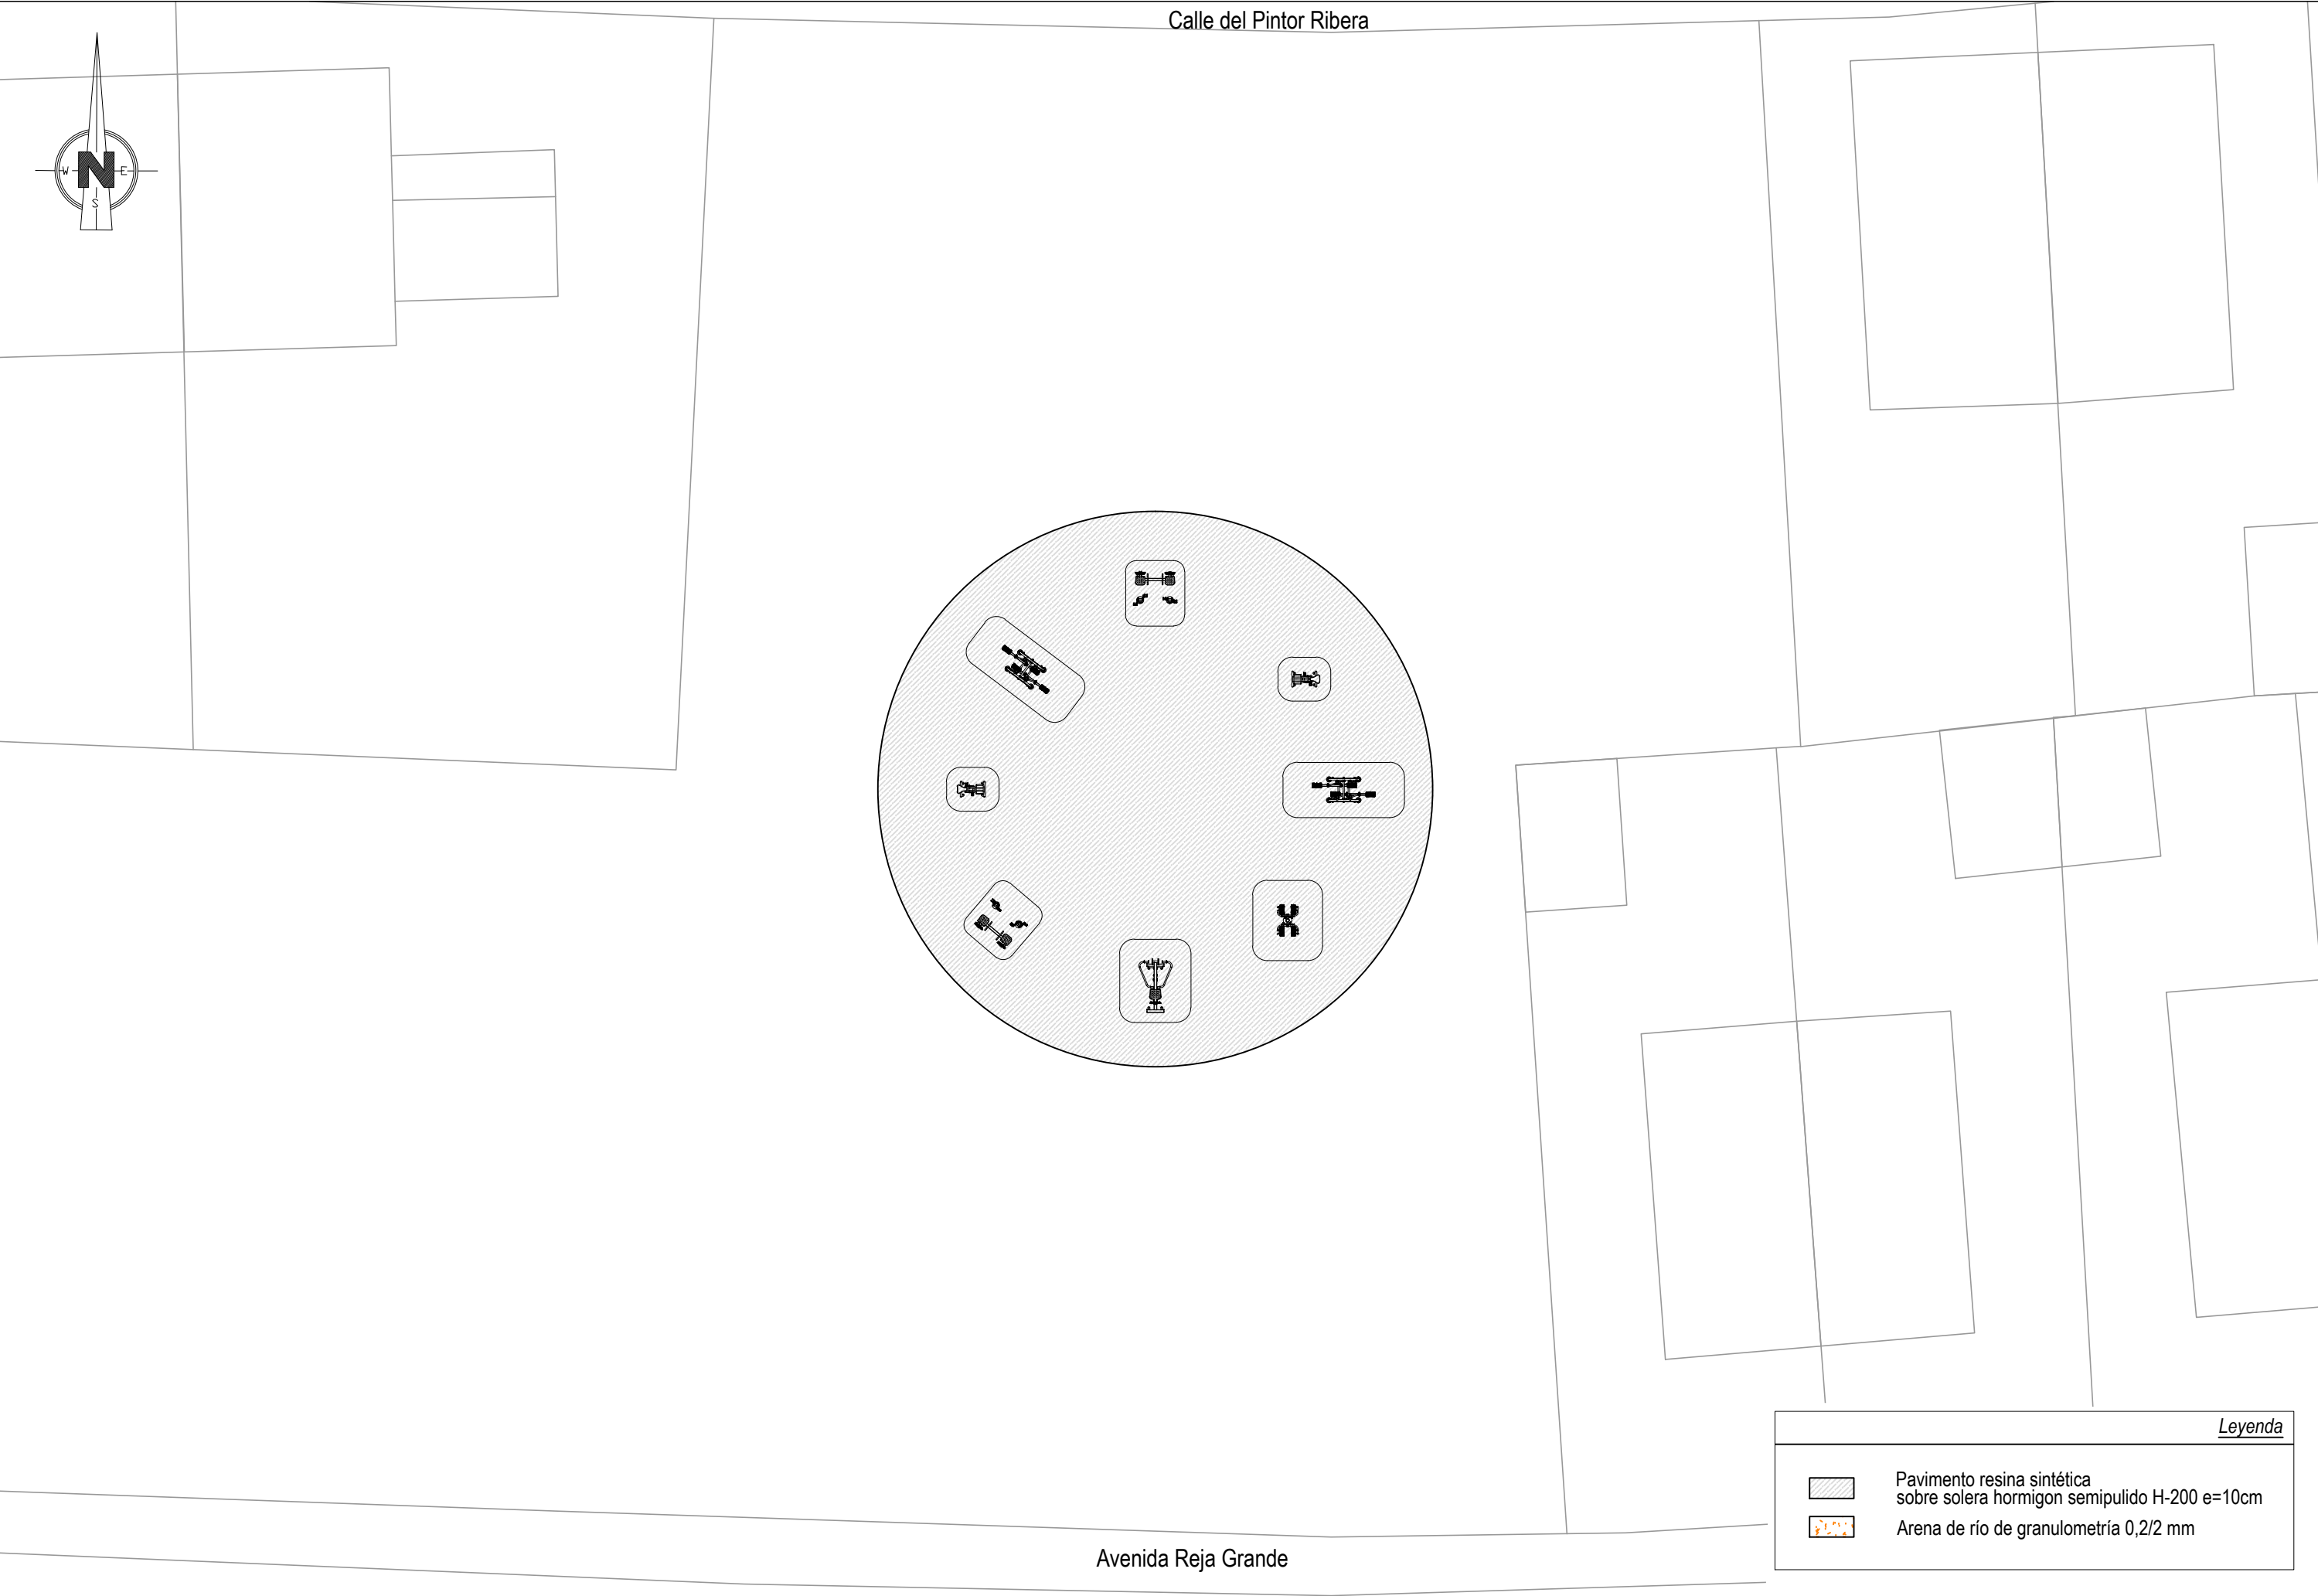 Calle del Pintor Ribera
N
W
E
S
Leyenda
Pavimento resina sintética
sobre solera hormigon semipulido H-200 e=10cm
Arena de río de granulometría 0,2/2 mm
Avenida Reja Grande